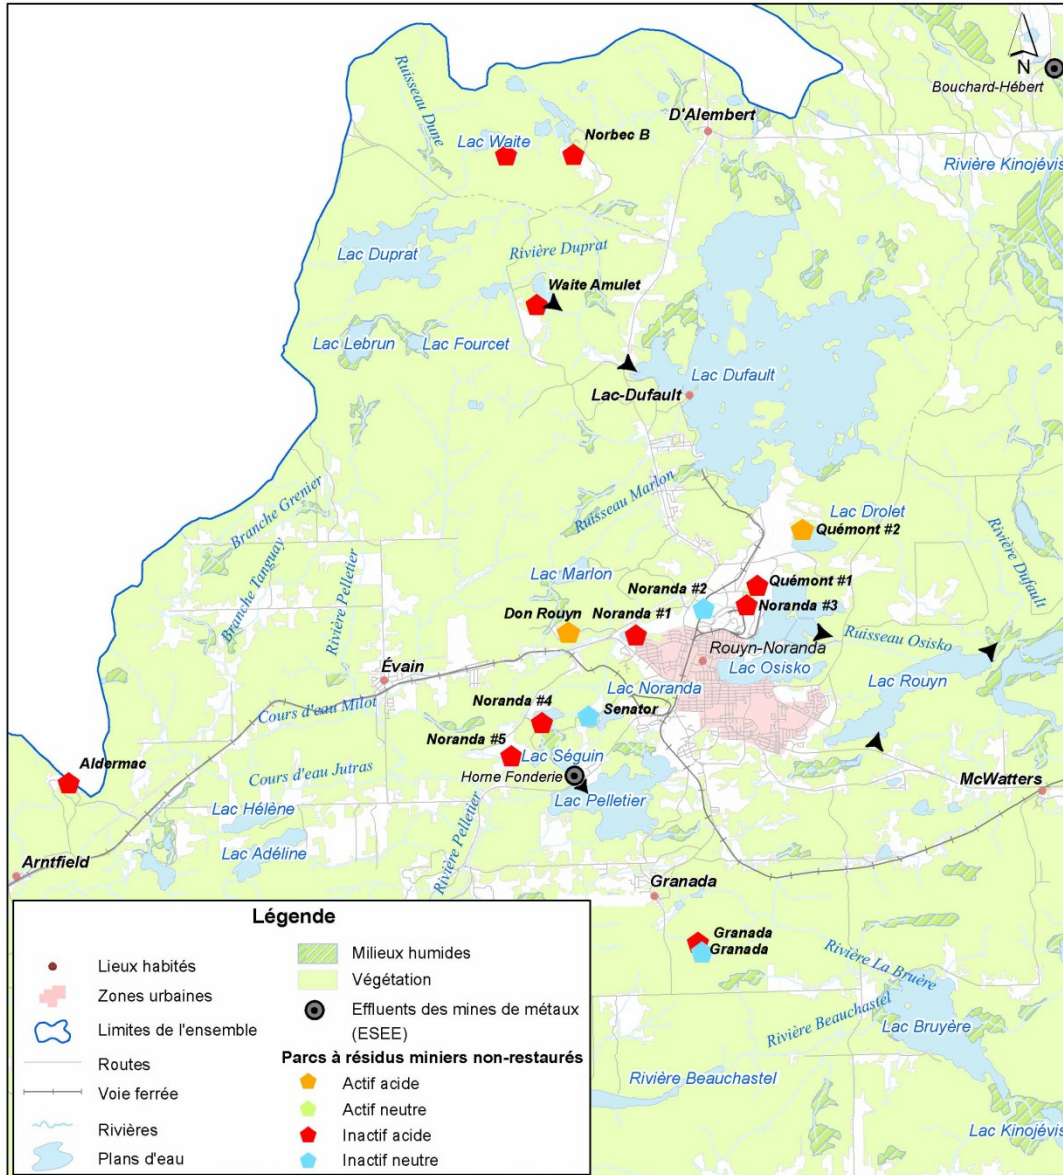 N
Bouchard-Hébert
D'Alembert
Ruisseau Dune
Lac Waite
Norbec B
Rivière Kinojévis
Lac Duprat
Rivière Duprat
Waite Amulet
Lac Lebrun
Lac Fourcet
Lac Dufault
Lac-Dufault
Ruisseau Marlon
Branche Grenier
Lac Drolet
Quémont #2
Rivière Dufault
Branche Tanguay
Rivière Pelletier
Lac Marlon
Noranda #2
Quémont #1
Noranda #3
Don Rouyn
Noranda #1
Ruisseau Osisko
Rouyn-Noranda
Lac Osisko
Évain
Lac Rouyn
Lac Noranda
Noranda #4
Senator
Cours d'eau Milot
Noranda #5
Lac Séguin
Aldermac
Cours d'eau Jutras
Horne Fonderie
McWatters
Lac Pelletier
Lac Hélène
Rivière Pelletier
Lac Adéline
Arntfield
Granada
Granada
Granada
Rivière La Bruère
Rivière Beauchastel
Lac Bruyère
Rivière Beauchastel
Lac Kinojévis
Légende
Lieux habités
Zones urbaines
Limites de l'ensemble
Routes
Voie ferrée
Rivières
Plans d'eau
Milieux humides
Végétation
Effluents des mines de métaux
(ESEE)
Parcs à résidus miniers non-restaurés
Actif acide
Actif neutre
Inactif acide
Inactif neutre